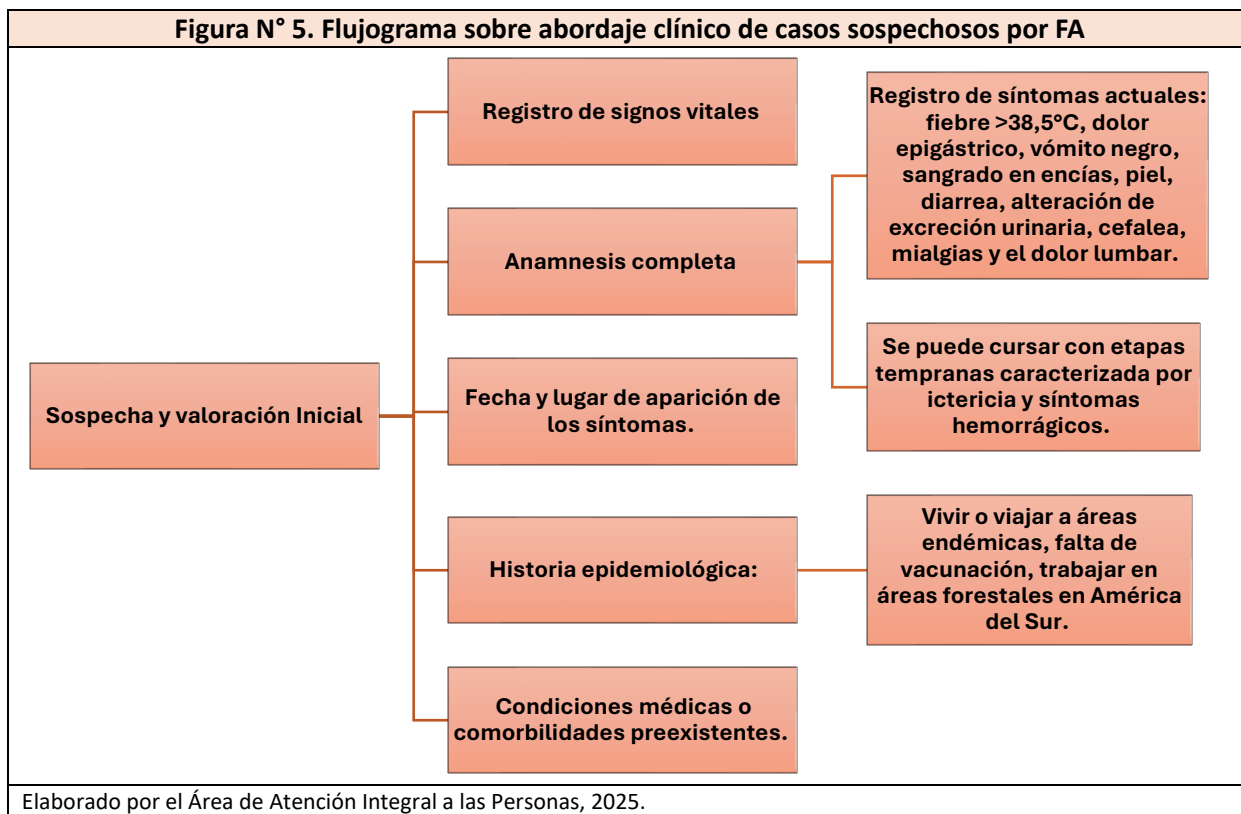 Figura N° 5. Flujograma sobre abordaje clínico de casos sospechosos por FA
Sospecha y valoración Inicial
Registro de signos vitales
Anamnesis completa
Registro de síntomas actuales:
fiebre >38,5°C, dolor
epigástrico, vómito negro,
sangrado en encías, piel,
diarrea, alteración de
excreción urinaria, cefalea,
mialgias y el dolor lumbar.
Se puede cursar con etapas
tempranas caracterizada por
ictericia y síntomas
hemorrágicos.
Fecha y lugar de aparición de
los síntomas.
Historia epidemiológica:
Vivir o viajar a áreas
endémicas, falta de
vacunación, trabajar en
áreas forestales en América
del Sur.
Condiciones médicas o
comorbilidades preexistentes.
Elaborado por el Área de Atención Integral a las Personas, 2025.